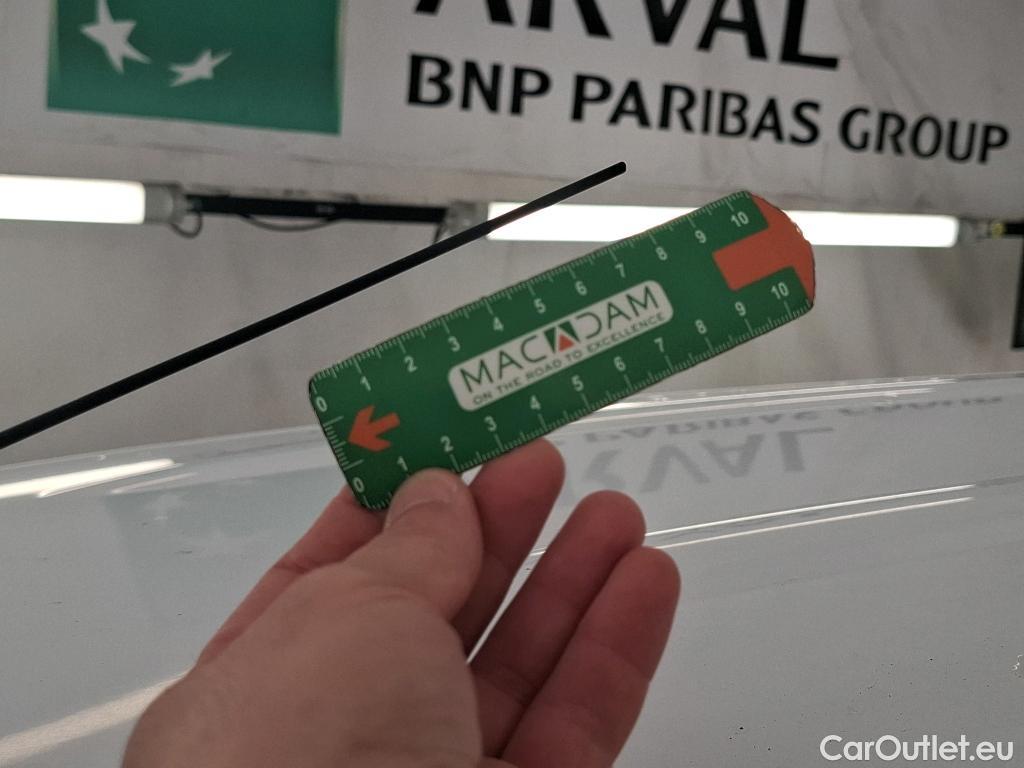 ARVAL
BNP PARIBAS GROUP
0 1 2 3 4 5 6 7 8 9 10
MACADAM
ON THE ROAD TO EXCELLENCE
0 1 2 3 4 5 6 7 8 9 10
CarOutlet.eu